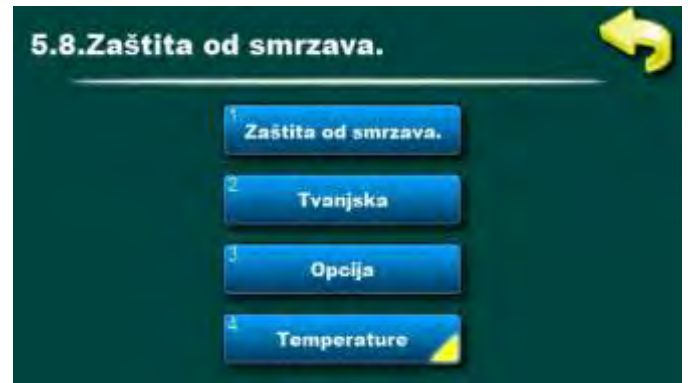 5.8.Zaštita od smrzava.
1
Zaštita od smrzava.
2
Tvanjska
3
Opcija
4
Temperature